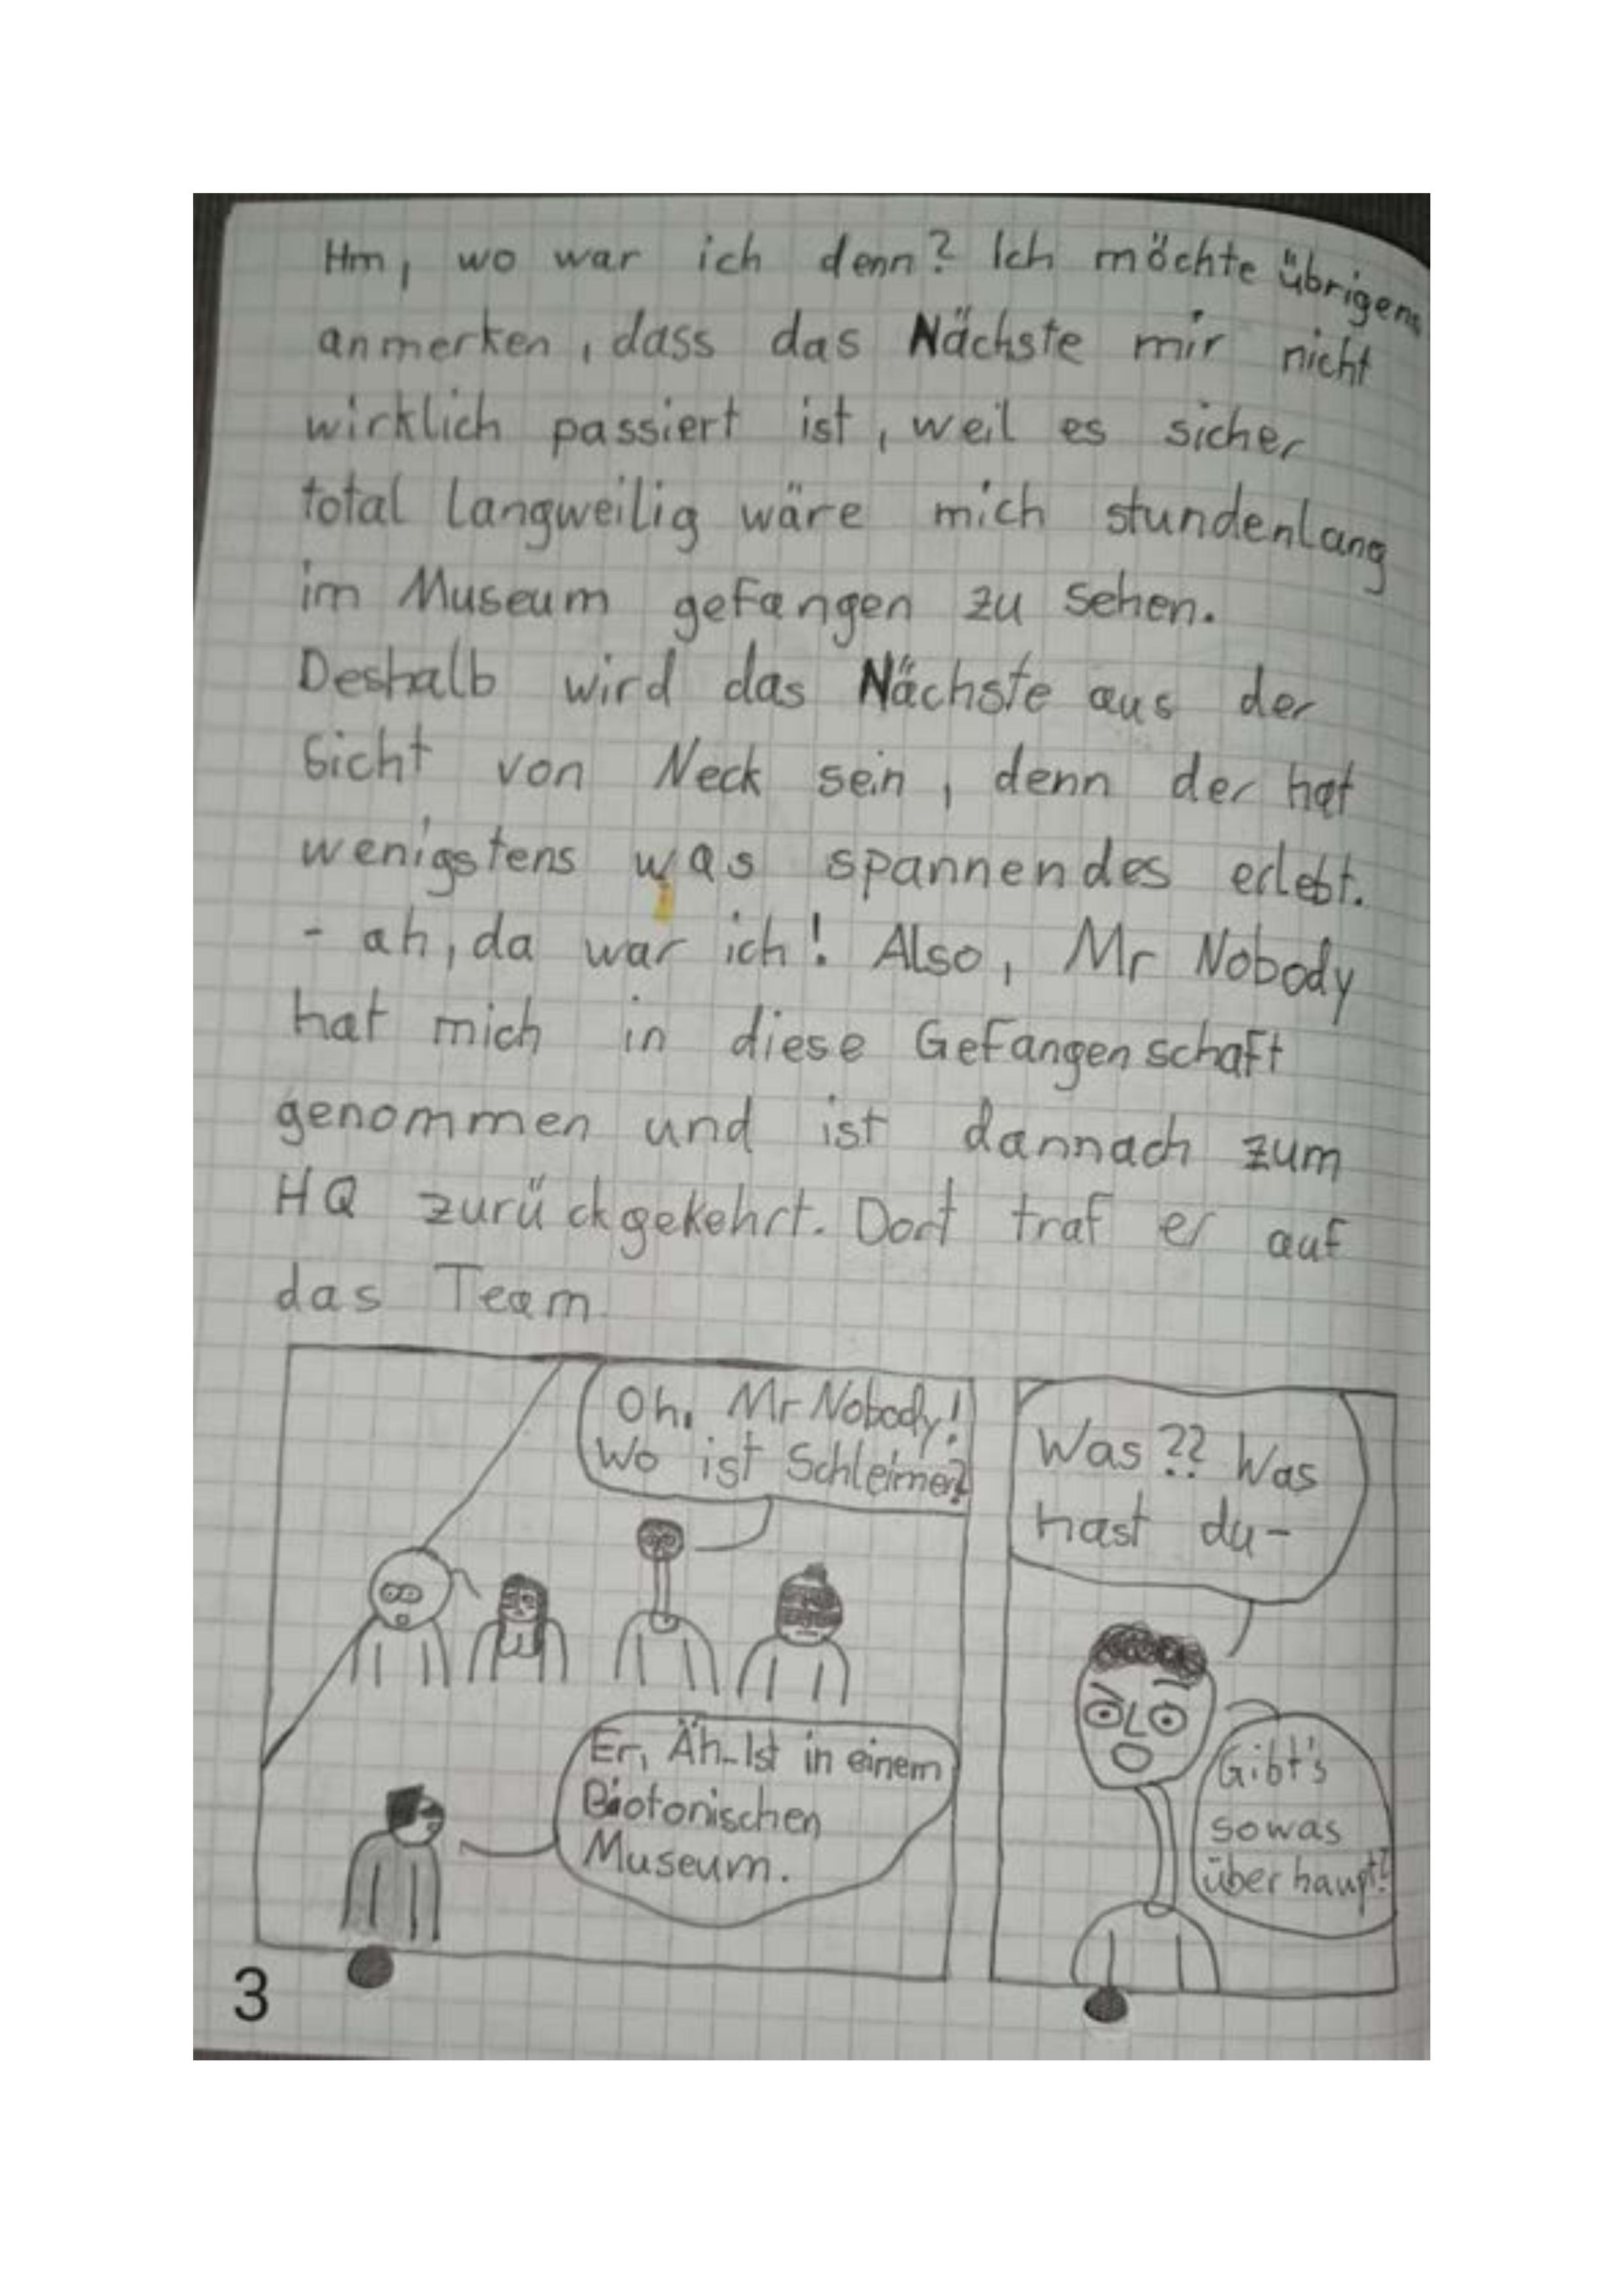 Hm, wo war ich denn? Ich möchte übrigens
anmerken, dass das Nächste mir nicht
wirklich passiert ist, weil es sicher
total langweilig wäre mich stundenlang
im Museum gefangen zu sehen.
Deshalb wird das Nächste aus der
Sicht von Neck sein, denn der hat
wenigstens was spannendes erlebt.
- ah, da war ich! Also, Mr Nobody
hat mich in diese Gefangenschaft
genommen und ist dannach zum
HQ zurückgekehrt. Dort traf er auf
das Team.
Oh, Mr Nobody!
Wo ist Schleimer?
Er, Äh-Ist in einem
Biotonischen
Museum.
Was?? Was
hast du-
Gibt's
sowas
überhaupt?
3